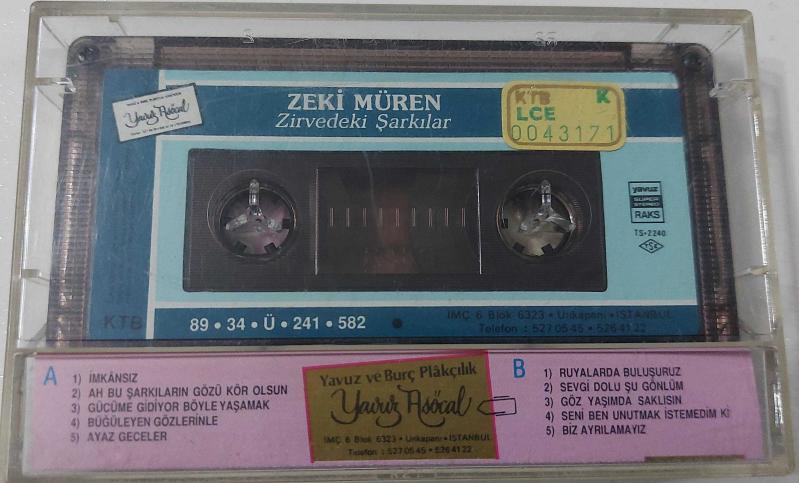 ZEKİ MÜREN
Zirvedeki Şarkılar
Yavuz Asöcal
KTB K
LCE
0043171
yavuz
SUPER
STEREO
RAKS
TS•2240
TSE
KTB
89 • 34 • Ü • 241 • 582
İMÇ 6 Blok 6323 • Unkapanı • İSTANBUL
Telefon : 527 05 45 • 526 41 22
A
1) İMKÂNSIZ
2) AH BU ŞARKILARIN GÖZÜ KÖR OLSUN
3) GÜCÜME GİDİYOR BÖYLE YAŞAMAK
4) BÜĞÜLEYEN GÖZLERİNLE
5) AYAZ GECELER
Yavuz ve Burç Plâkçılık
Yavuz Asöcal
İMÇ 6 Blok 6323 • Unkapanı • İSTANBUL
Telefon : 527 05 45 • 526 41 22
B
1) RUYALARDA BULUŞURUZ
2) SEVGİ DOLU ŞU GÖNLÜM
3) GÖZ YAŞIMDA SAKLISIN
4) SENİ BEN UNUTMAK İSTEMEDİM Kİ
5) BİZ AYRILAMAYIZ